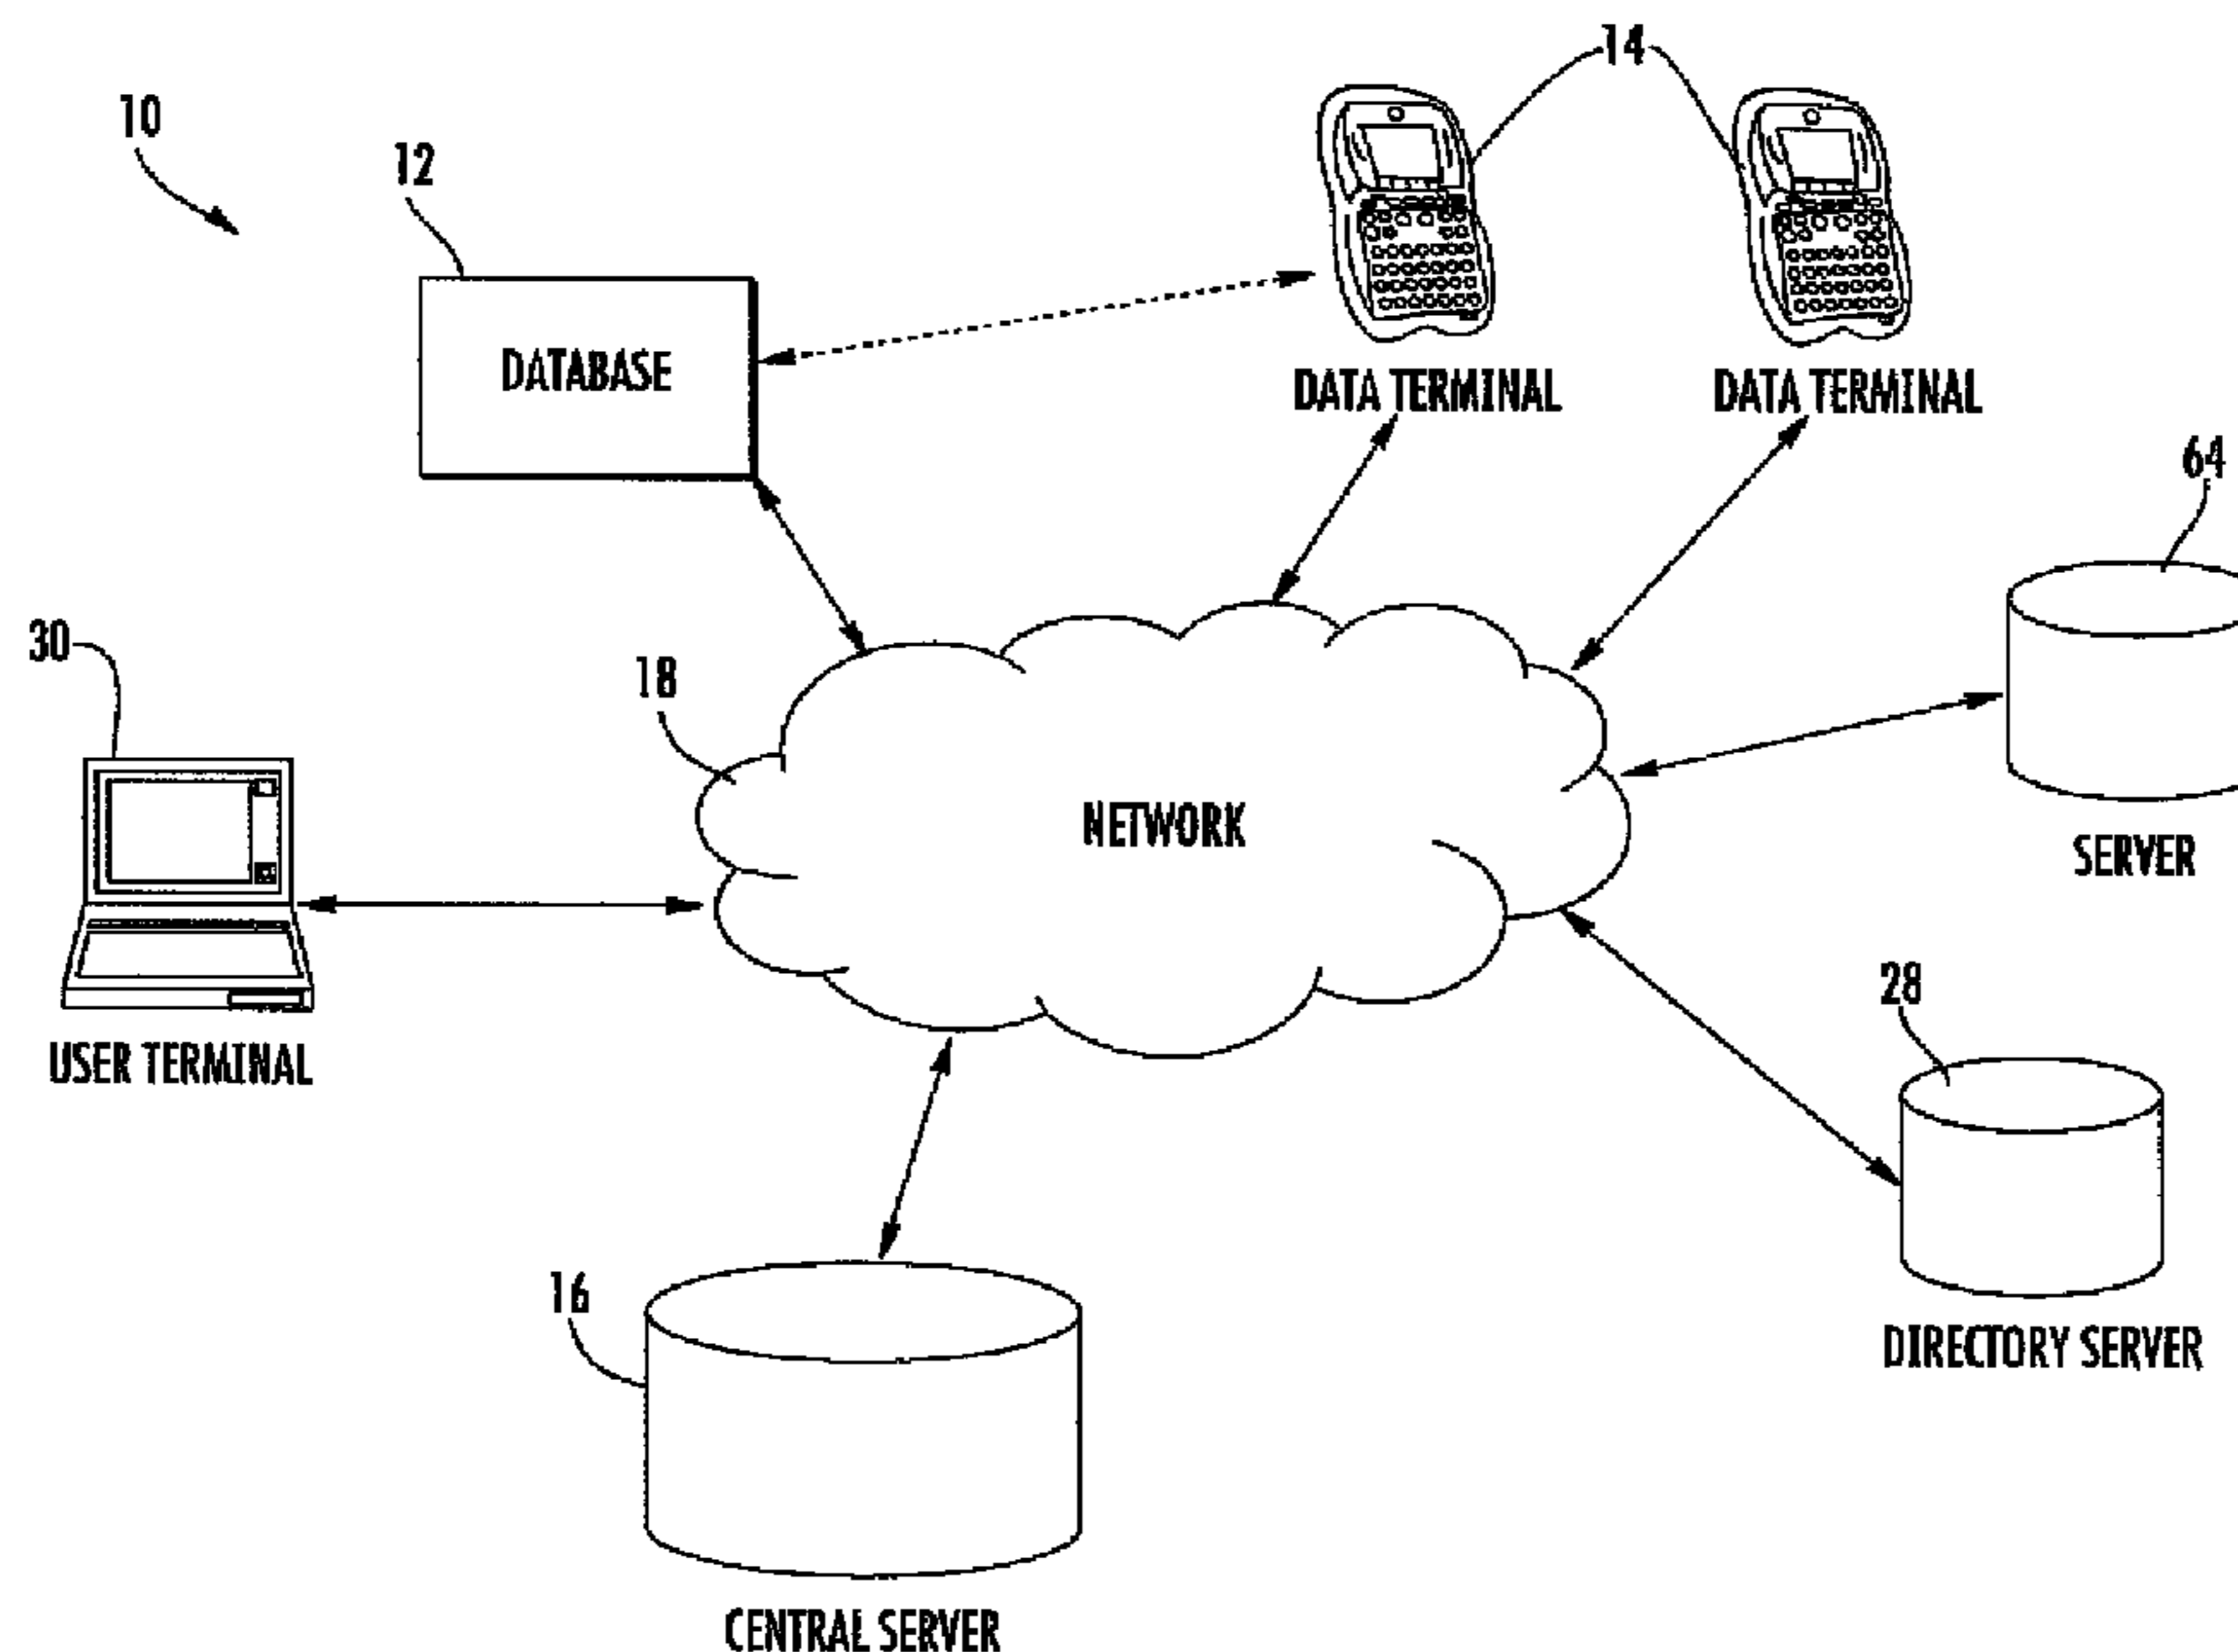 14
10
12
DATABASE
DATA TERMINAL
DATA TERMINAL
64
30
18
NETWORK
SERVER
28
USER TERMINAL
16
DIRECTORY SERVER
CENTRAL SERVER